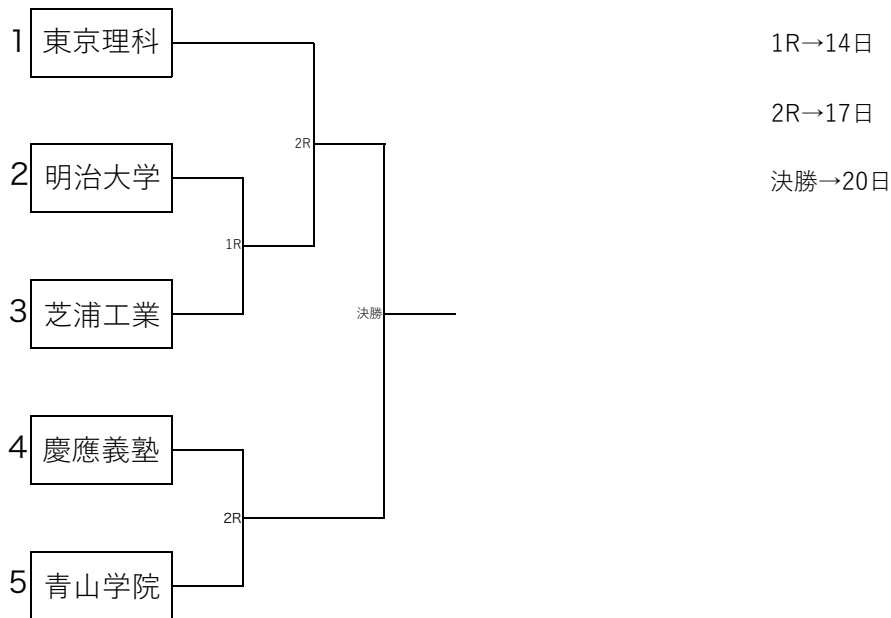 1 東京理科
1R→14日
2R→17日
2R
2 明治大学
決勝→20日
1R
3 芝浦工業
決勝
4 慶應義塾
2R
5 青山学院